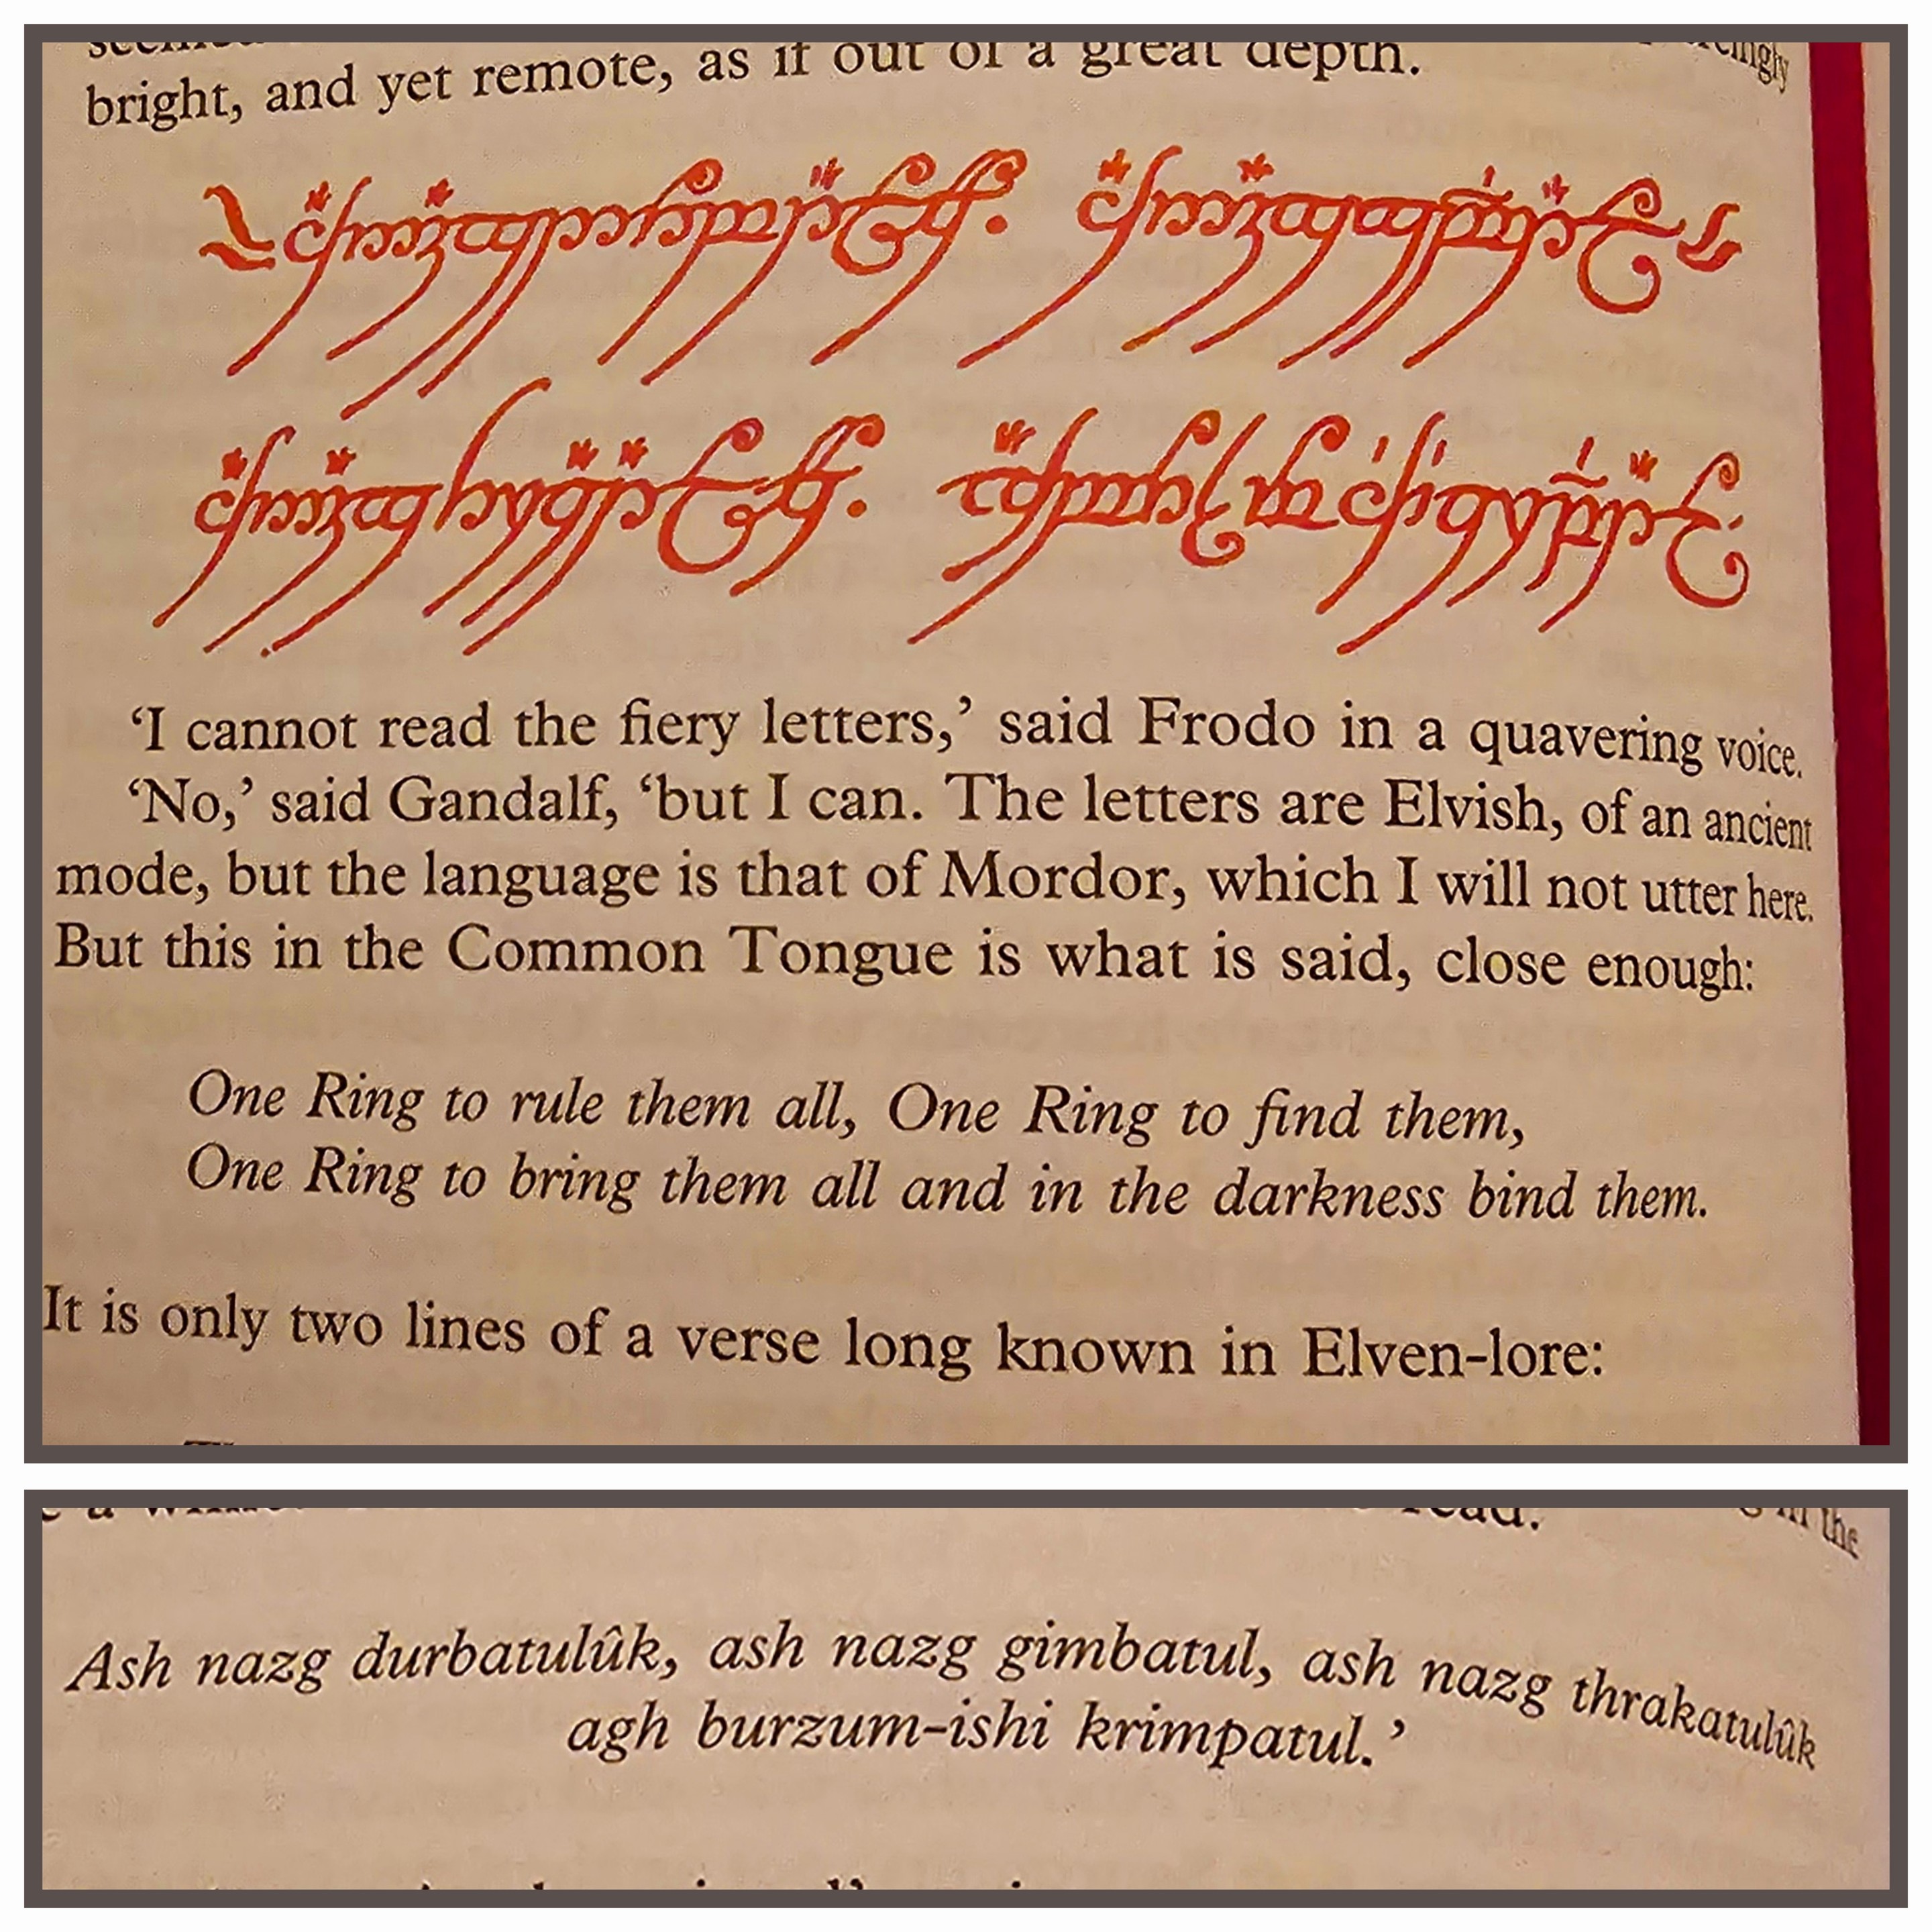 bright, and yet remote, as if out of a great depth.
‘I cannot read the fiery letters,’ said Frodo in a quavering voice.
‘No,’ said Gandalf, ‘but I can. The letters are Elvish, of an ancient
mode, but the language is that of Mordor, which I will not utter here.
But this in the Common Tongue is what is said, close enough:
One Ring to rule them all, One Ring to find them,
One Ring to bring them all and in the darkness bind them.
It is only two lines of a verse long known in Elven-lore:
in the
read.
Ash nazg durbatulûk, ash nazg gimbatul, ash nazg thrakatulûk
agh burzum-ishi krimpatul.’